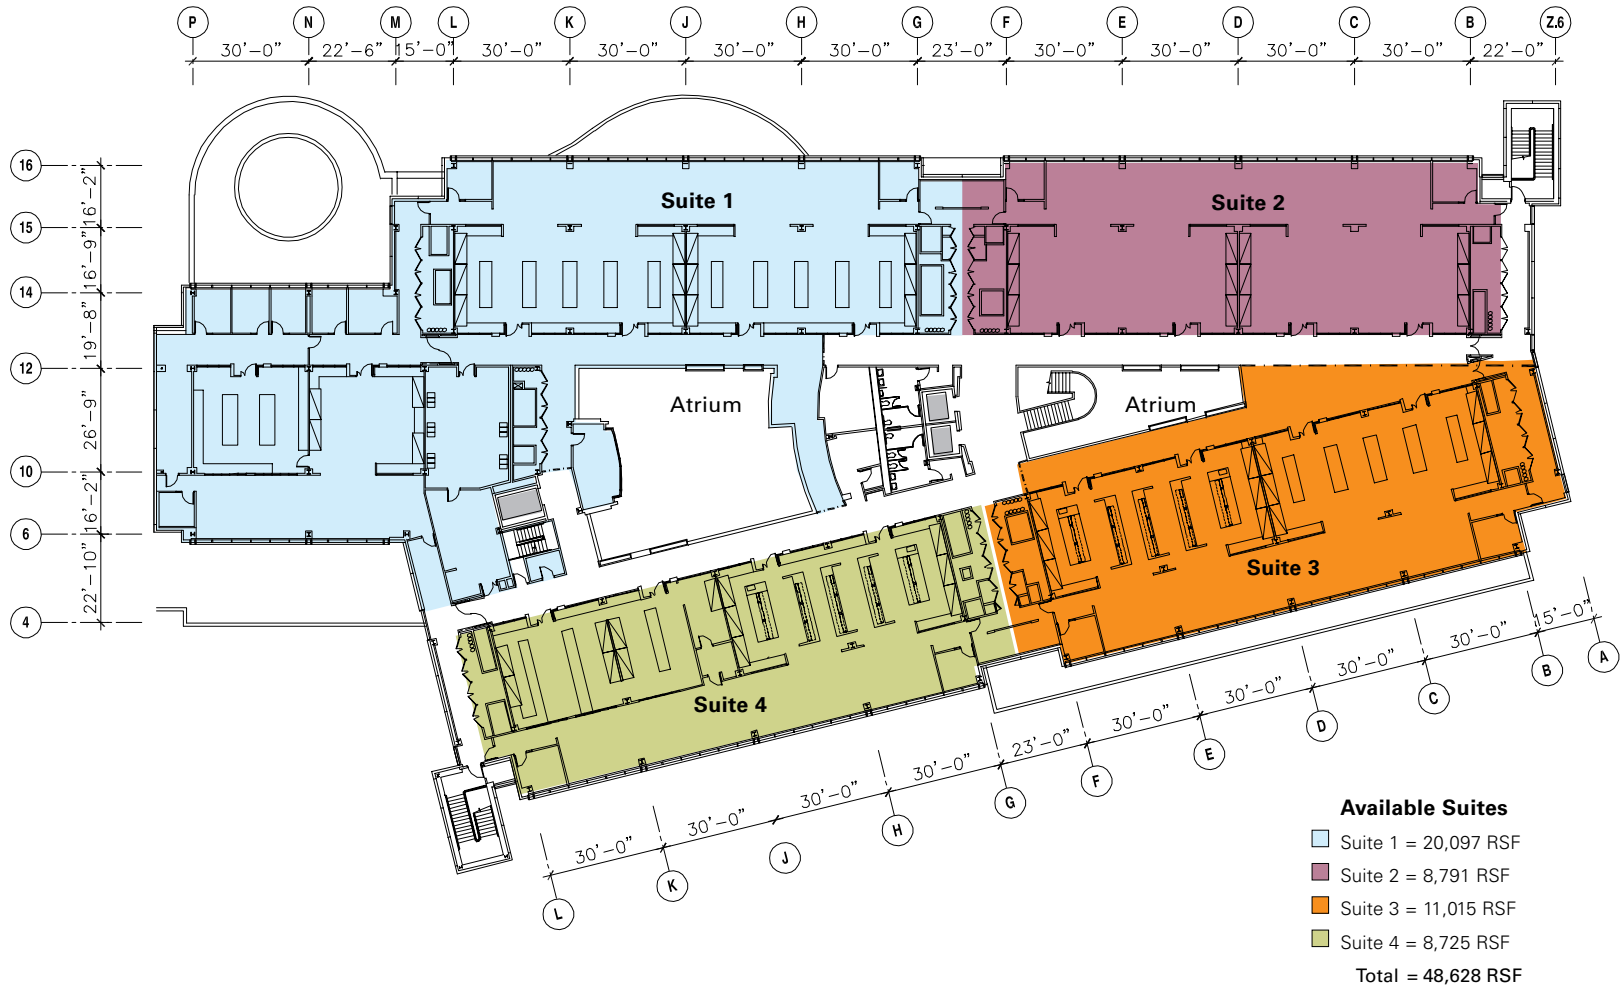 P N M L K J H G F E D C B Z.6
30’-0” 22’-6” 15’-0” 30’-0” 30’-0” 30’-0” 30’-0” 23’-0” 30’-0” 30’-0” 30’-0” 30’-0” 22’-0”
16
16’-2”
15
16’-9”
14
19’-8”
12
26’-9”
10
16’-2”
6
22’-10”
4
Suite 1
Suite 2
Atrium
Atrium
Suite 3
Suite 4
30’-0” 30’-0” 30’-0” 30’-0” 23’-0” 30’-0” 30’-0” 30’-0” 30’-0” 15’-0”
L K J H G F E D C B A
Available Suites
Suite 1 = 20,097 RSF
Suite 2 = 8,791 RSF
Suite 3 = 11,015 RSF
Suite 4 = 8,725 RSF
Total = 48,628 RSF